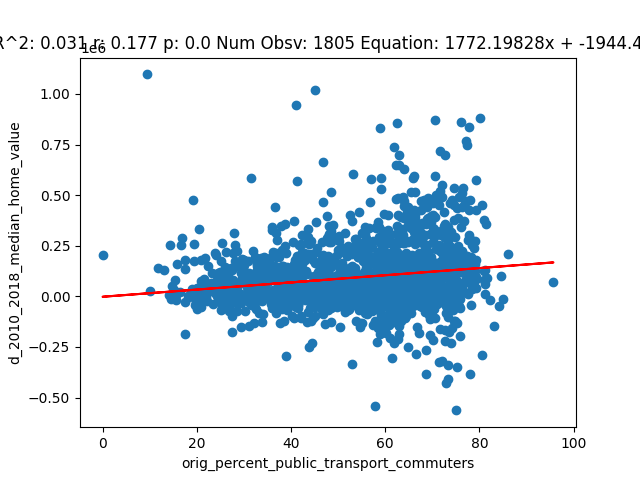 R^2: 0.031 r: 0.177 p: 0.0 Num Obsv: 1805 Equation: 1772.19828x + -1944.4
1e6
1.00
0.75
0.50
0.25
0.00
−0.25
−0.50
d_2010_2018_median_home_value
0 20 40 60 80 100
orig_percent_public_transport_commuters